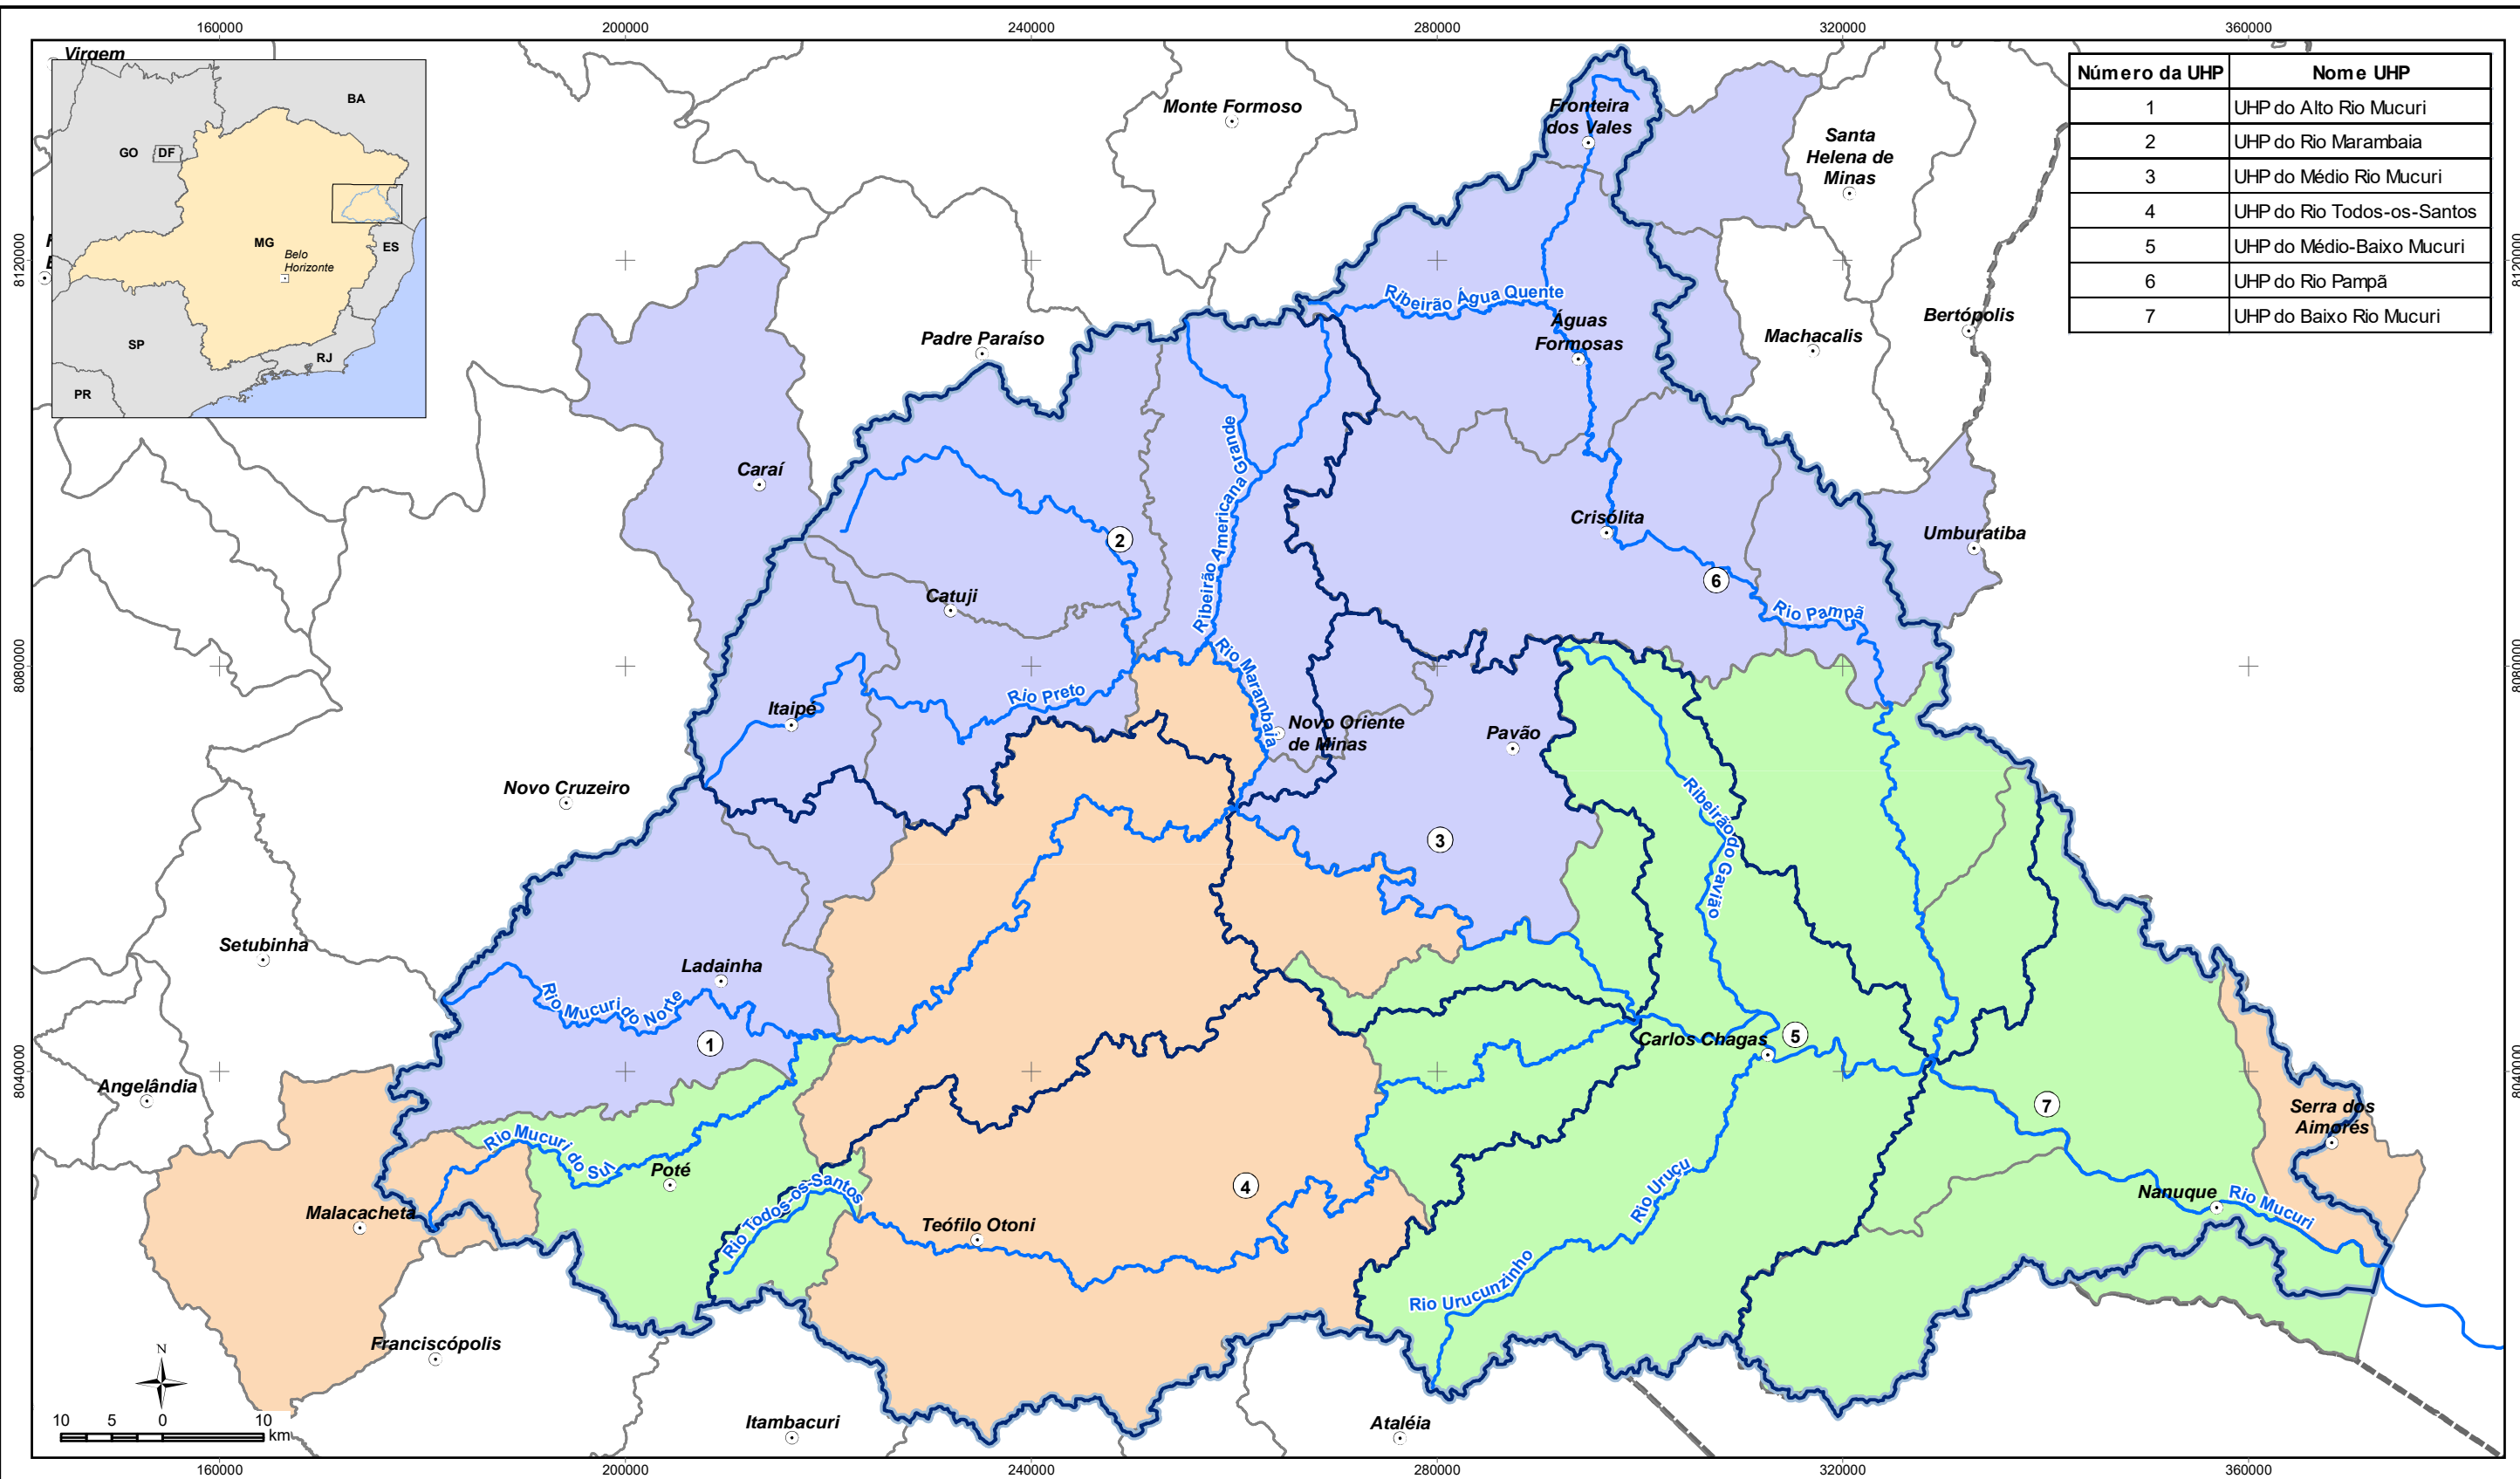 160000
200000
240000
280000
320000
360000
Virgem
BA
GO
DF
MG
Belo
Horizonte
ES
SP
RJ
PR
Número da UHP Nome UHP
1 UHP do Alto Rio Mucuri
2 UHP do Rio Marambaia
3 UHP do Médio Rio Mucuri
4 UHP do Rio Todos-os-Santos
5 UHP do Médio-Baixo Mucuri
6 UHP do Rio Pampã
7 UHP do Baixo Rio Mucuri
Monte Formoso
Fronteira
dos Vales
Santa
Helena de
Minas
8120000
8120000
Ribeirão Água Quente
Águas
Formosas
Padre Paraíso
Machacalis
Bertópolis
Caraí
Ribeirão Americana Grande
Crisólita
Umburatiba
2
6
Catuji
Rio Pampã
8080000
8080000
Rio Marambaia
Rio Preto
Itaipé
Novo Oriente
de Minas
Pavão
Novo Cruzeiro
Ribeirão do Gavião
3
Setubinha
Ladainha
Rio Mucuri do Norte
1
Carlos Chagas
5
8040000
8040000
Angelândia
7
Serra dos
Aimorés
Rio Mucuri do Sul
Poté
Rio Todos-os-Santos
4
Rio Uruçu
Nanuque
Rio Mucuri
Malacacheta
Teófilo Otoni
Rio Urucunzinho
Franciscópolis
N
Itambacuri
Ataléia
10 5 0 10
km
160000
200000
240000
280000
320000
360000